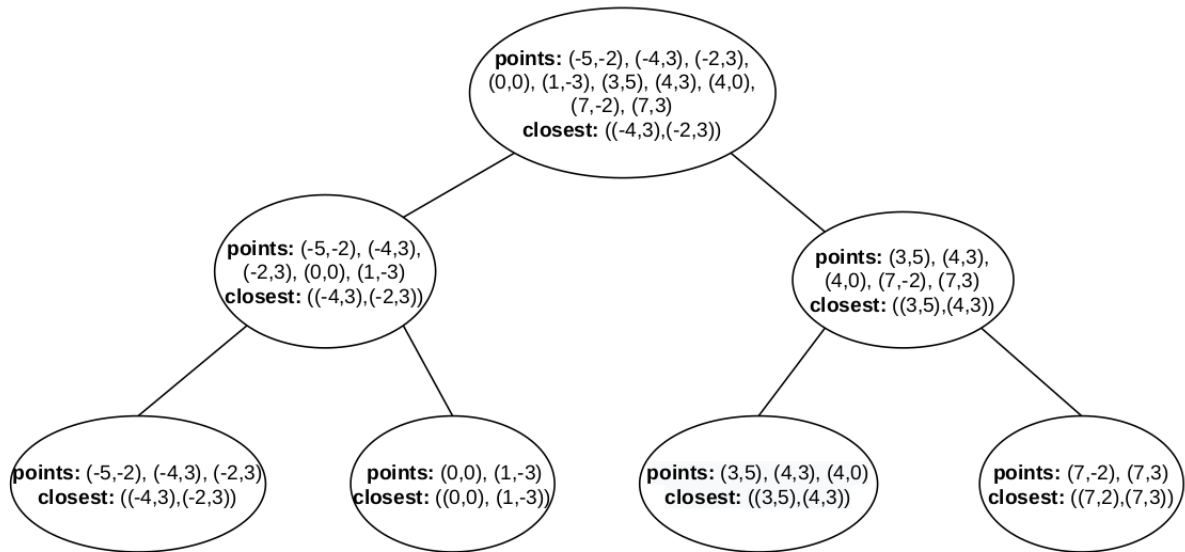 points: (-5,-2), (-4,3), (-2,3),
(0,0), (1,-3), (3,5), (4,3), (4,0),
(7,-2), (7,3)
closest: ((-4,3),(-2,3))
points: (-5,-2), (-4,3),
(-2,3), (0,0), (1,-3)
closest: ((-4,3),(-2,3))
points: (3,5), (4,3),
(4,0), (7,-2), (7,3)
closest: ((3,5),(4,3))
points: (-5,-2), (-4,3), (-2,3)
closest: ((-4,3),(-2,3))
points: (0,0), (1,-3)
closest: ((0,0), (1,-3))
points: (3,5), (4,3), (4,0)
closest: ((3,5),(4,3))
points: (7,-2), (7,3)
closest: ((7,2),(7,3))